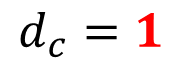 d_c = 1